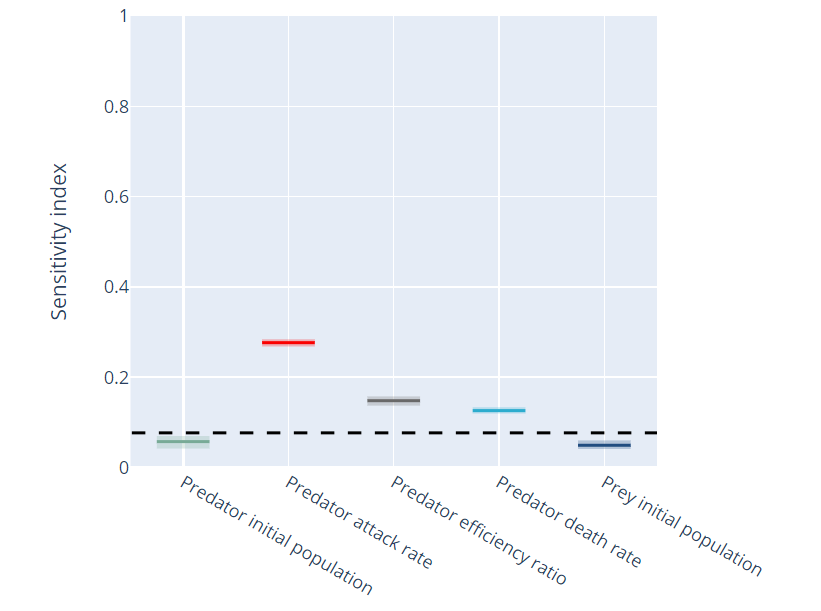 1
0.8
0.6
0.4
0.2
0
Sensitivity index
Predator initial population
Predator attack rate
Predator efficiency ratio
Predator death rate
Prey initial population